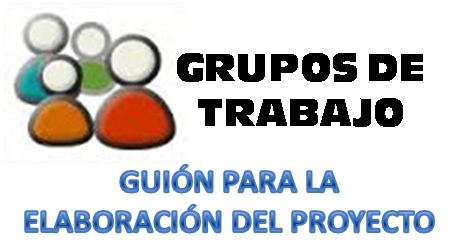 GRUPOS DE
TRABAJO
GUIÓN PARA LA
ELABORACIÓN DEL PROYECTO